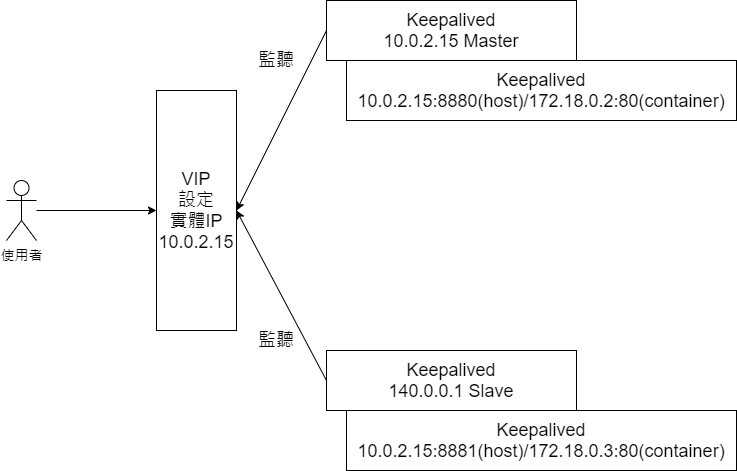 Keepalived
10.0.2.15 Master
監聽
Keepalived
10.0.2.15:8880(host)/172.18.0.2:80(container)
VIP
設定
實體IP
10.0.2.15
使用者
監聽
Keepalived
140.0.0.1 Slave
Keepalived
10.0.2.15:8881(host)/172.18.0.3:80(container)